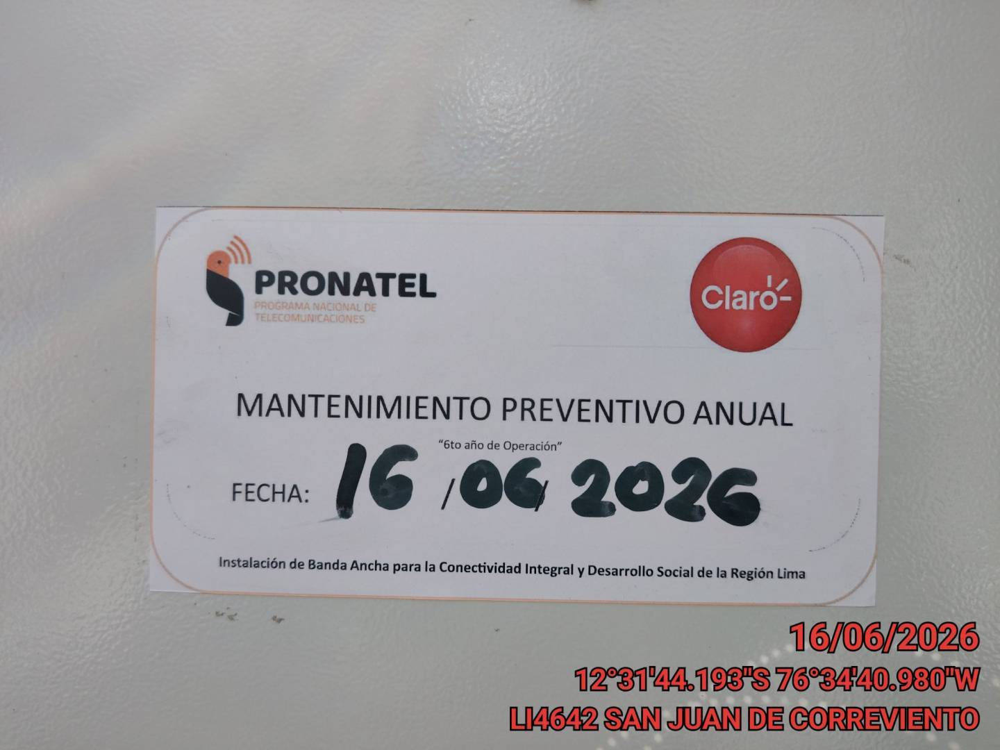 PRONATEL
PROGRAMA NACIONAL DE
TELECOMUNICACIONES
Claro
MANTENIMIENTO PREVENTIVO ANUAL
“6to año de Operación”
FECHA: 16 / 06 / 2026
Instalación de Banda Ancha para la Conectividad Integral y Desarrollo Social de la Región Lima
16/06/2026
12°31'44.193"S 76°34'40.980"W
LI4642 SAN JUAN DE CORREVIENTO